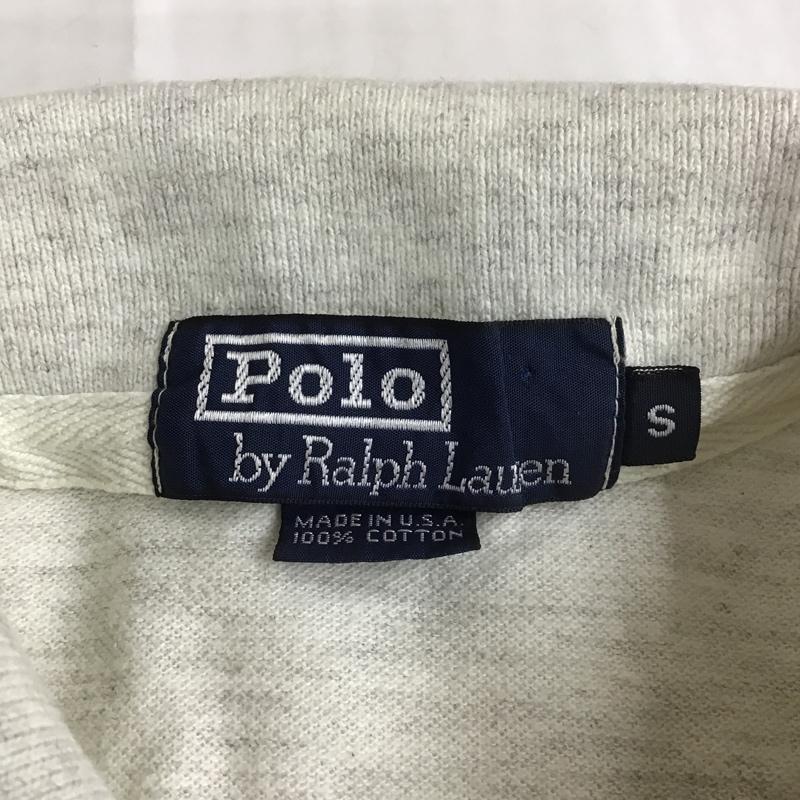 Polo
by Ralph Lauren
S
MADE IN U.S.A.
100% COTTON